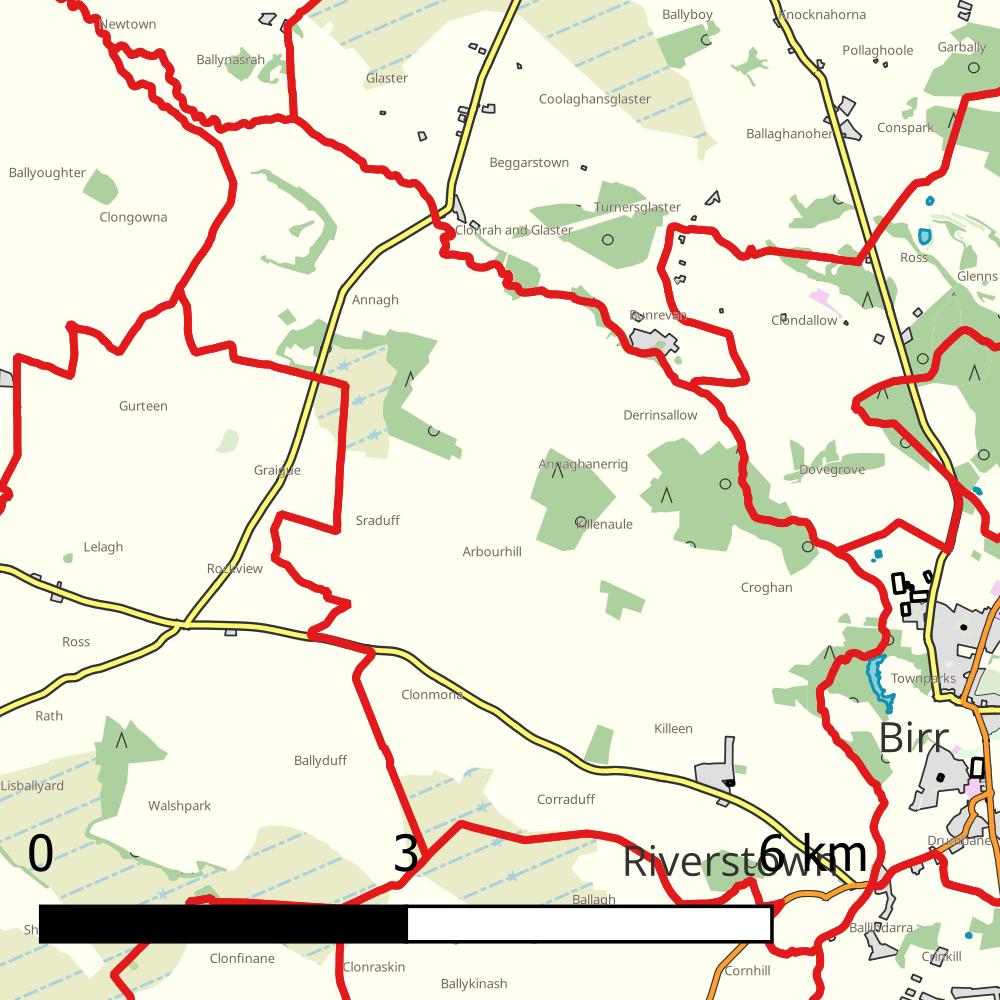 Newtown
Ballyboy
Knocknahorna
Pollaghoole
Garbally
Ballynasrah
Glaster
Coolaghansglaster
Conspark
Ballaghanoher
Beggarstown
Ballyoughter
Clongowna
Turnersglaster
Clonrah and Glaster
Ross
Glenns
Annagh
Bunrevan
Clondallow
Gurteen
Derrinsallow
Graigue
Annaghanerrig
Dovegrove
Sraduff
Killenaule
Lelagh
Arbourhill
Rockview
Croghan
Ross
Townparks
Clonmona
Rath
Killeen
Birr
Ballyduff
Lisballyard
Walshpark
Corraduff
Drumbane
0
3
6 km
Riverstown
Ballagh
Sh
Ballindarra
Clonfinane
Clonraskin
Cornhill
Crinkill
Ballykinash